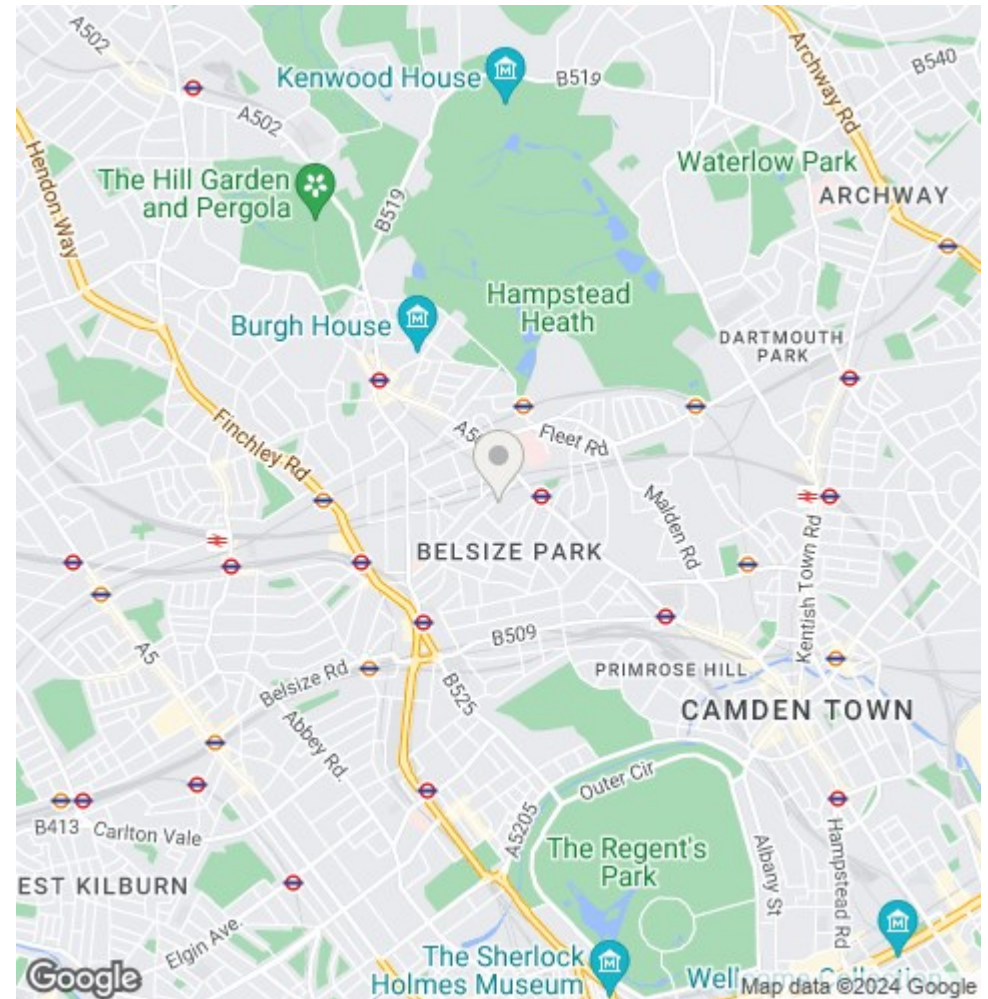 A502
Kenwood House
B519
B540
Archway Rd
A502
Hendon Way
The Hill Garden
and Pergola
B519
Waterlow Park
ARCHWAY
Hampstead
Heath
Burgh House
DARTMOUTH
PARK
Finchley Rd
Fleet Rd
Malden Rd
BELSIZE PARK
Kentish Town Rd
B509
A5
Belsize Rd
B525
PRIMROSE HILL
CAMDEN TOWN
Abbey Rd.
Outer Cir
A5205
B413
Carlton Vale
The Regent's
Park
Albany St
Hampstead Rd
EST KILBURN
Elgin Ave.
The Sherlock
Holmes Museum
Google
Map data ©2024 Google